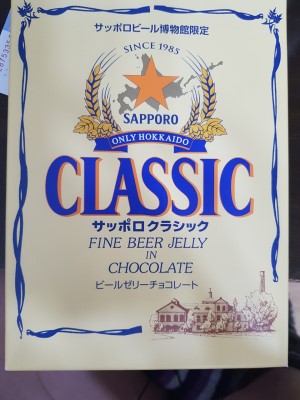 サッポロビール博物館限定
SINCE 1985
SAPPORO
ONLY HOKKAIDO
CLASSIC
サッポロクラシック
FINE BEER JELLY
IN
CHOCOLATE
ビールゼリーチョコレート